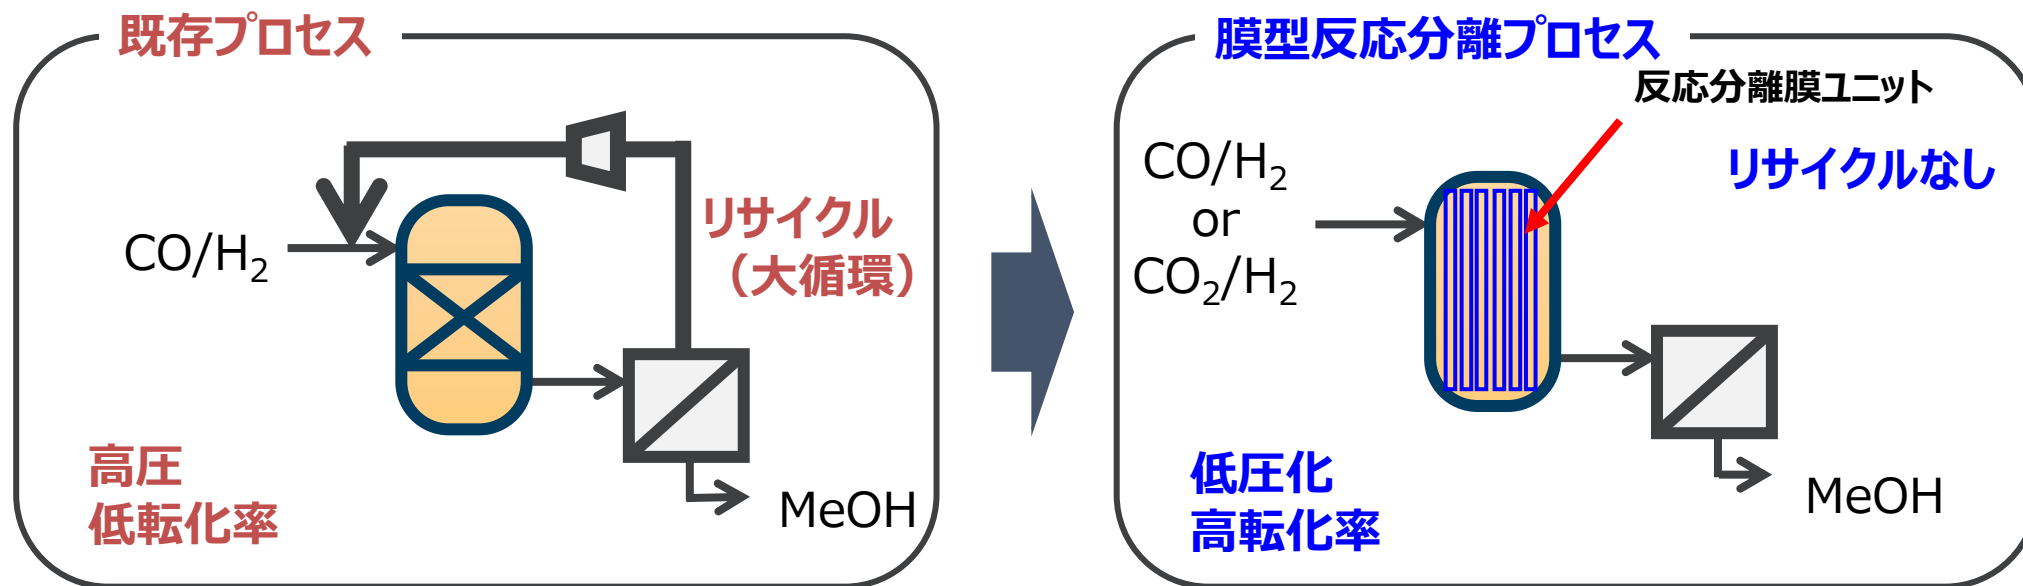 既存プロセス
CO/H₂
リサイクル
（大循環）
高圧
低転化率
MeOH
膜型反応分離プロセス
反応分離膜ユニット
リサイクルなし
CO/H₂
or
CO₂/H₂
低圧化
高転化率
MeOH